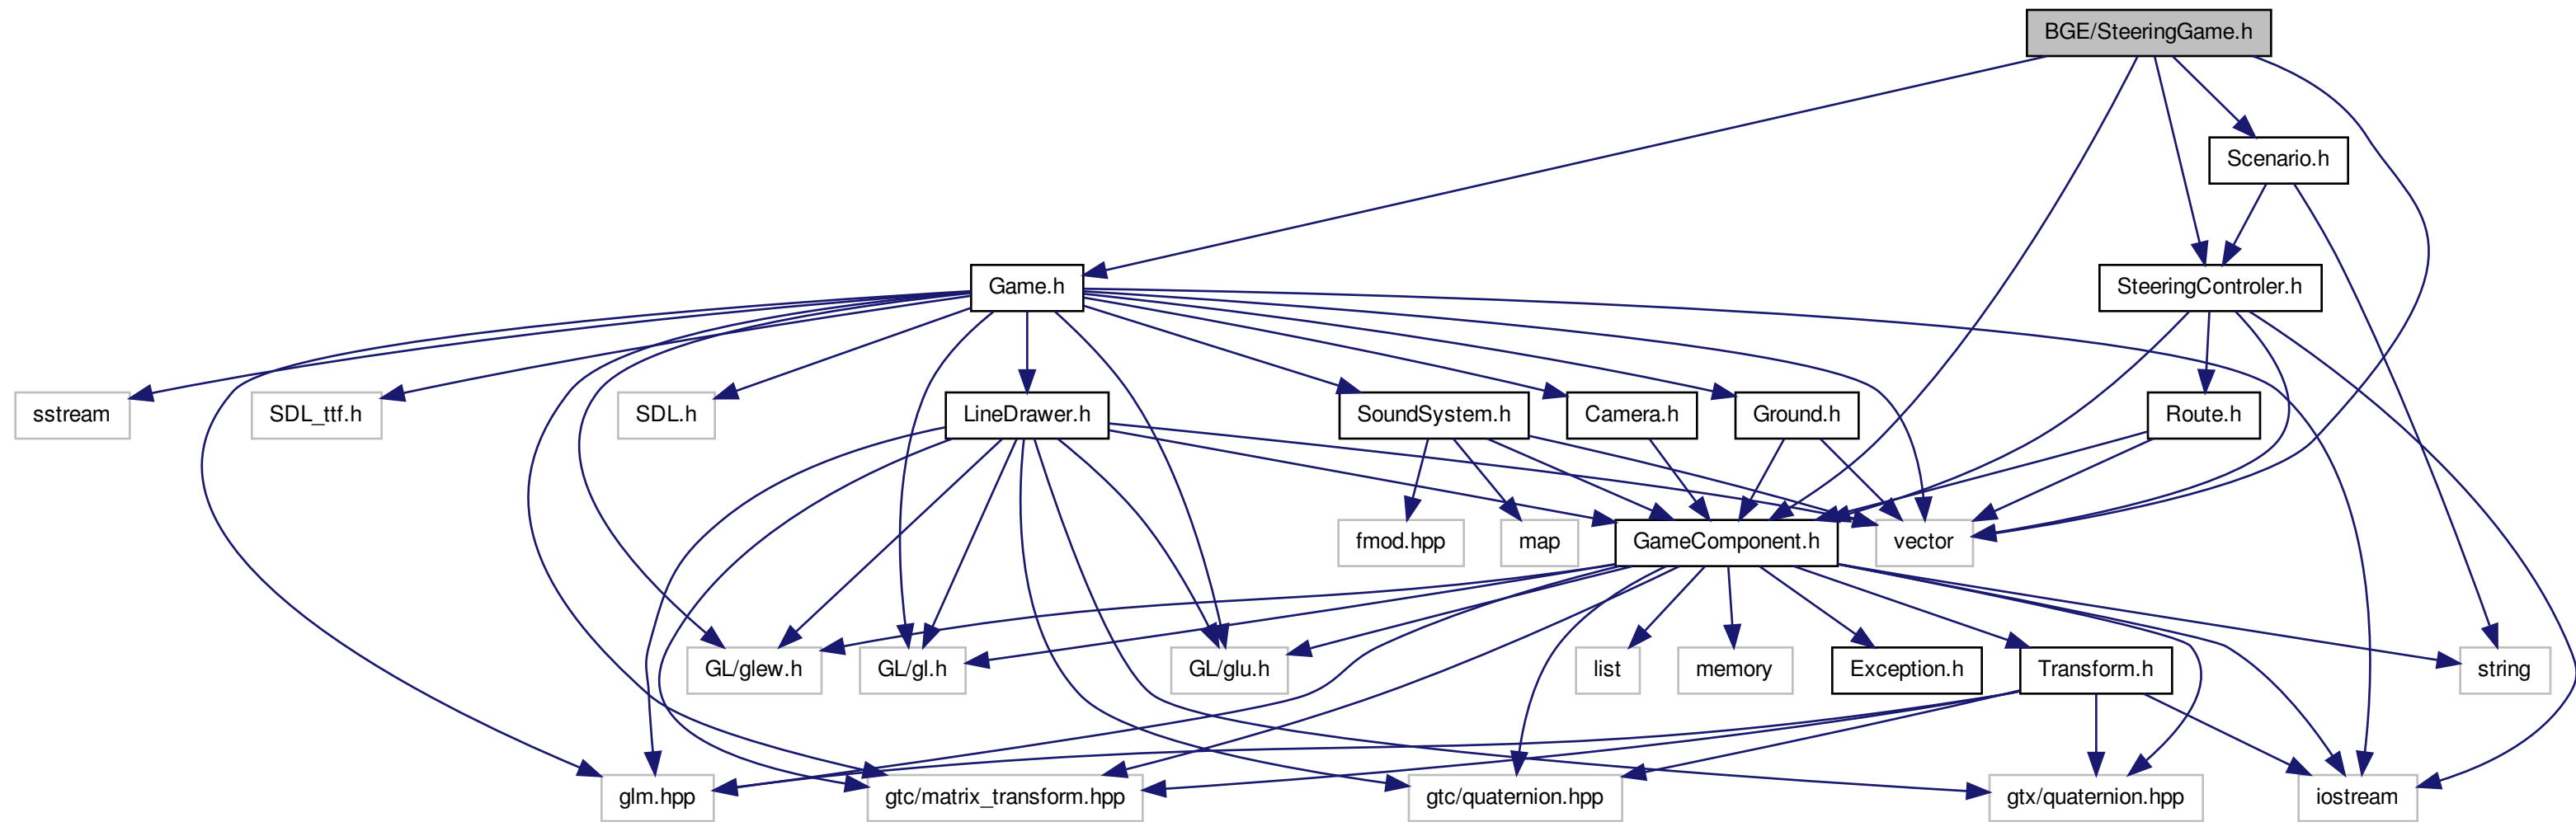 BGE/SteeringGame.h
Scenario.h
Game.h
SteeringControler.h
sstream
SDL_ttf.h
SDL.h
LineDrawer.h
SoundSystem.h
Camera.h
Ground.h
Route.h
fmod.hpp
map
GameComponent.h
vector
GL/glew.h
GL/gl.h
GL/glu.h
list
memory
Exception.h
Transform.h
string
glm.hpp
gtc/matrix_transform.hpp
gtc/quaternion.hpp
gtx/quaternion.hpp
iostream